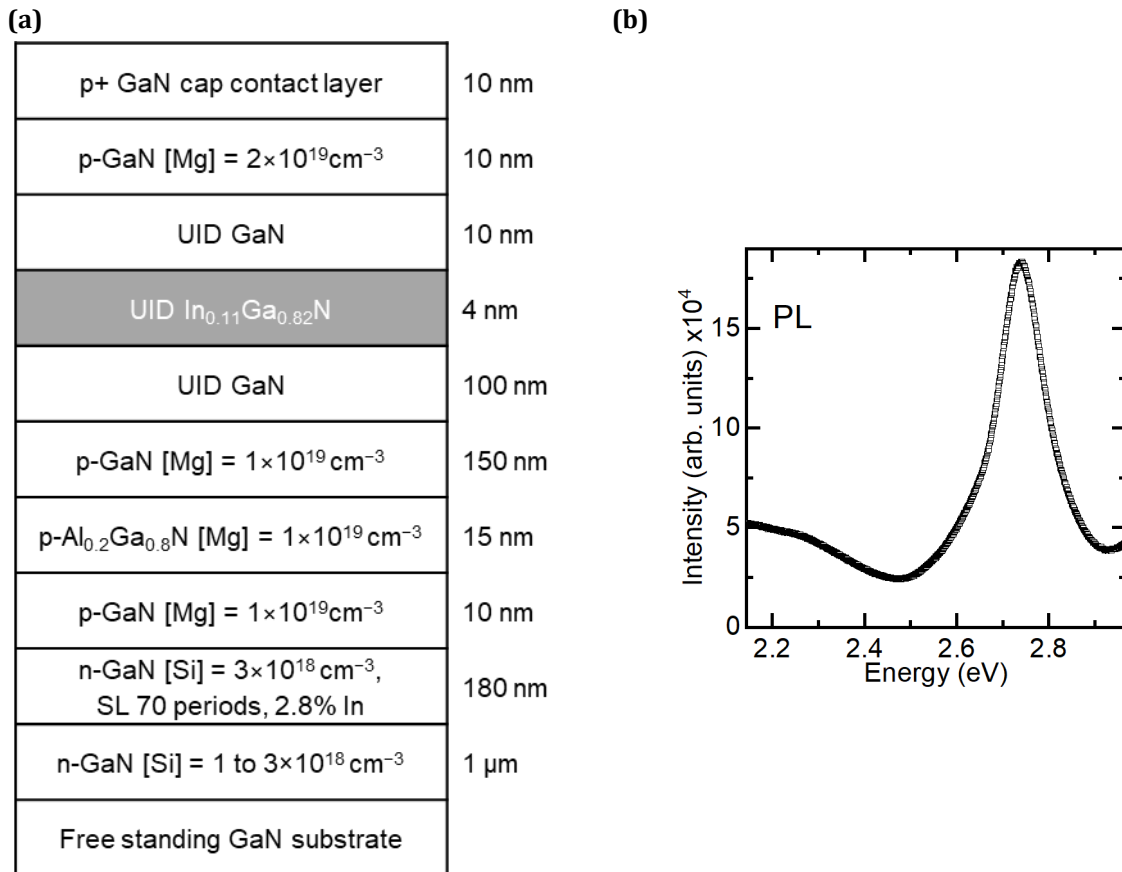 (a)
p+ GaN cap contact layer 10 nm
p-GaN [Mg] = 2×10¹⁹cm⁻³ 10 nm
UID GaN 10 nm
UID In₀.₁₁Ga₀.₈₂N 4 nm
UID GaN 100 nm
p-GaN [Mg] = 1×10¹⁹ cm⁻³ 150 nm
p-Al₀.₂Ga₀.₈N [Mg] = 1×10¹⁹ cm⁻³ 15 nm
p-GaN [Mg] = 1×10¹⁹ cm⁻³ 10 nm
n-GaN [Si] = 3×10¹⁸ cm⁻³,
SL 70 periods, 2.8% In 180 nm
n-GaN [Si] = 1 to 3×10¹⁸ cm⁻³ 1 µm
Free standing GaN substrate
(b)
PL
Intensity (arb. units) x10⁴
15
10
5
0
2.2 2.4 2.6 2.8
Energy (eV)